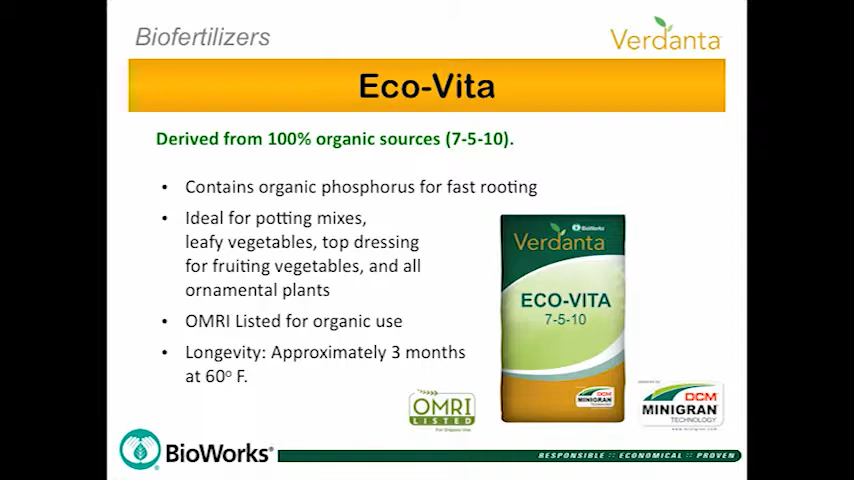 Biofertilizers
Verdanta
Eco-Vita
Derived from 100% organic sources (7-5-10).
• Contains organic phosphorus for fast rooting
• Ideal for potting mixes,
leafy vegetables, top dressing
for fruiting vegetables, and all
ornamental plants
• OMRI Listed for organic use
• Longevity: Approximately 3 months
at 60° F.
BioWorks
Verdanta
ECO-VITA
7-5-10
DCM
MINIGRAN
TECHNOLOGY
OMRI
LISTED
For Organic Use
DCM
MINIGRAN
TECHNOLOGY
BioWorks®
RESPONSIBLE :: ECONOMICAL :: PROVEN